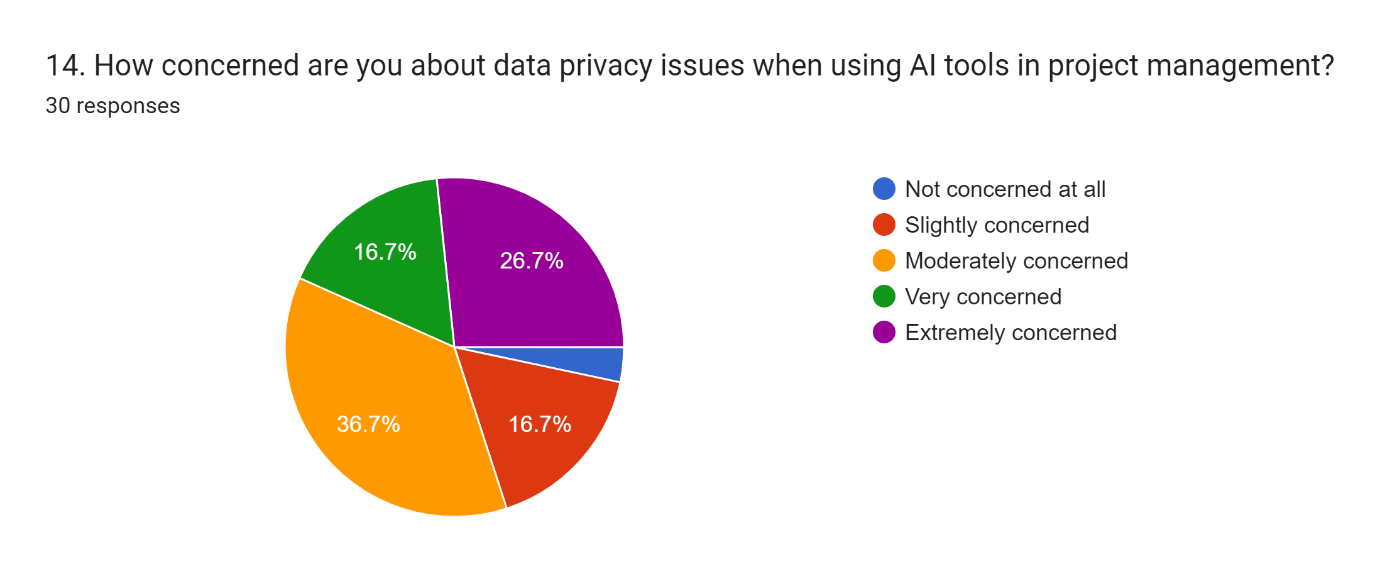 14. How concerned are you about data privacy issues when using AI tools in project management?
30 responses
16.7%
26.7%
36.7%
16.7%
Not concerned at all
Slightly concerned
Moderately concerned
Very concerned
Extremely concerned